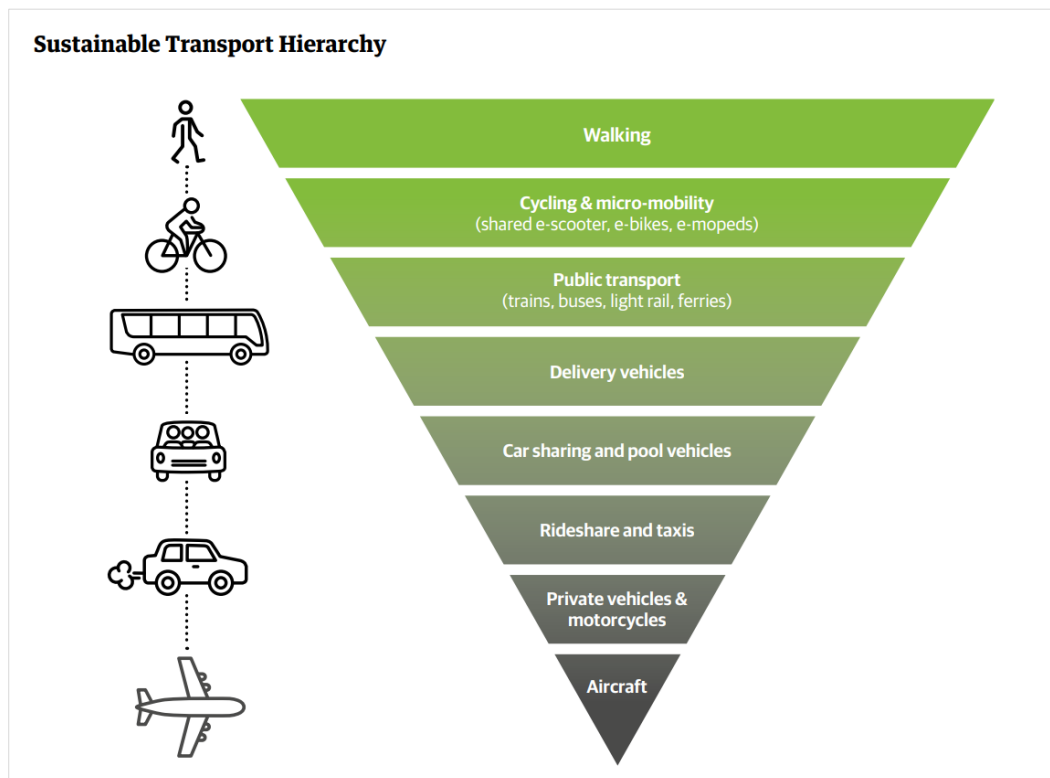 Sustainable Transport Hierarchy
Walking
Cycling & micro-mobility
(shared e-scooter, e-bikes, e-mopeds)
Public transport
(trains, buses, light rail, ferries)
Delivery vehicles
Car sharing and pool vehicles
Rideshare and taxis
Private vehicles &
motorcycles
Aircraft